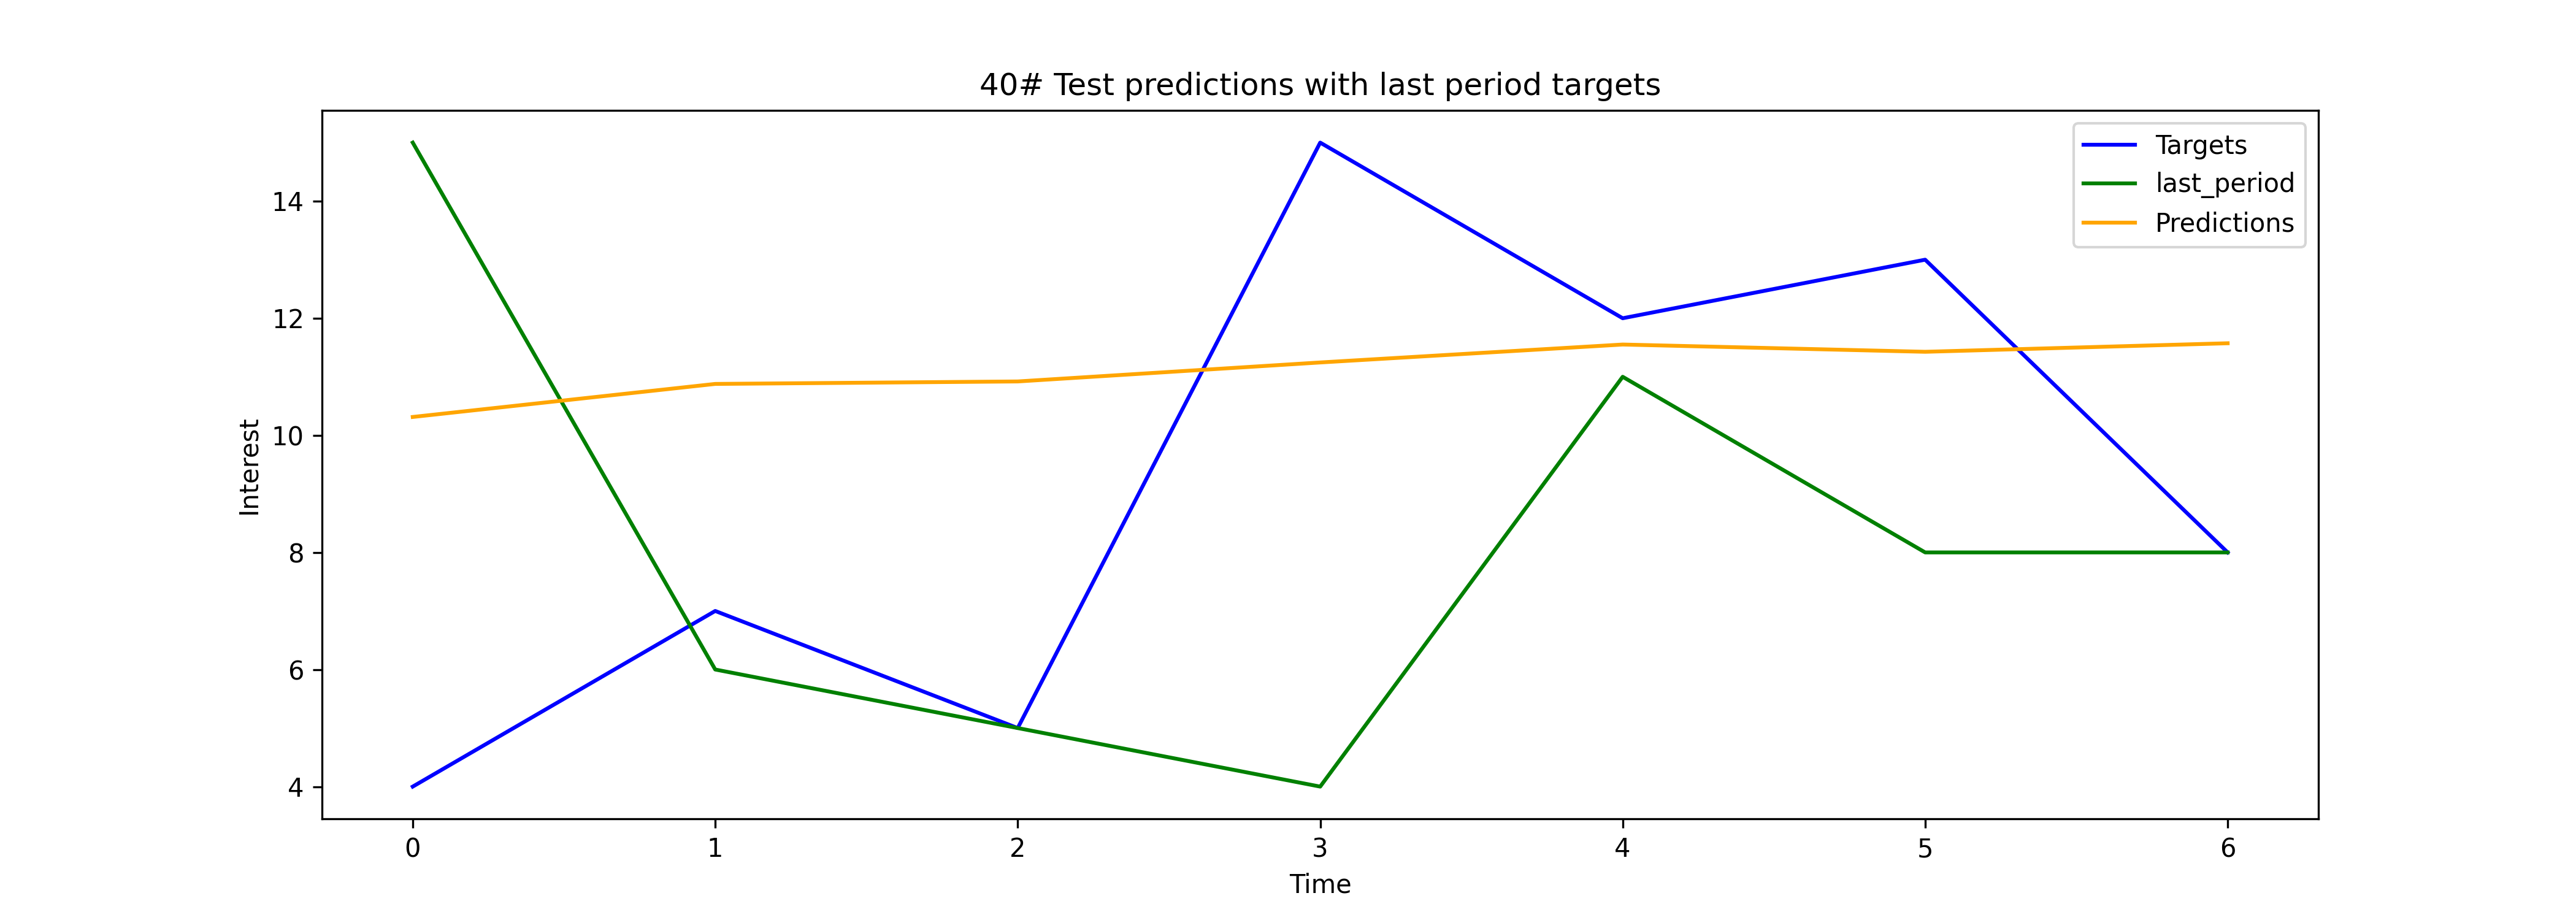 40# Test predictions with last period targets
Targets
last_period
Predictions
14
12
10
8
6
4
Interest
0 1 2 3 4 5 6
Time